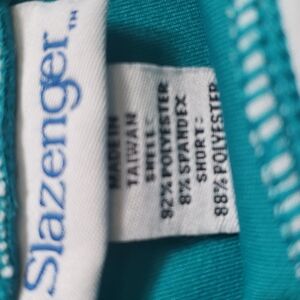 Slazenger™
MADE IN
TAIWAN
SHELL:
92% POLYESTER
8% SPANDEX
SHORT:
88% POLYESTER